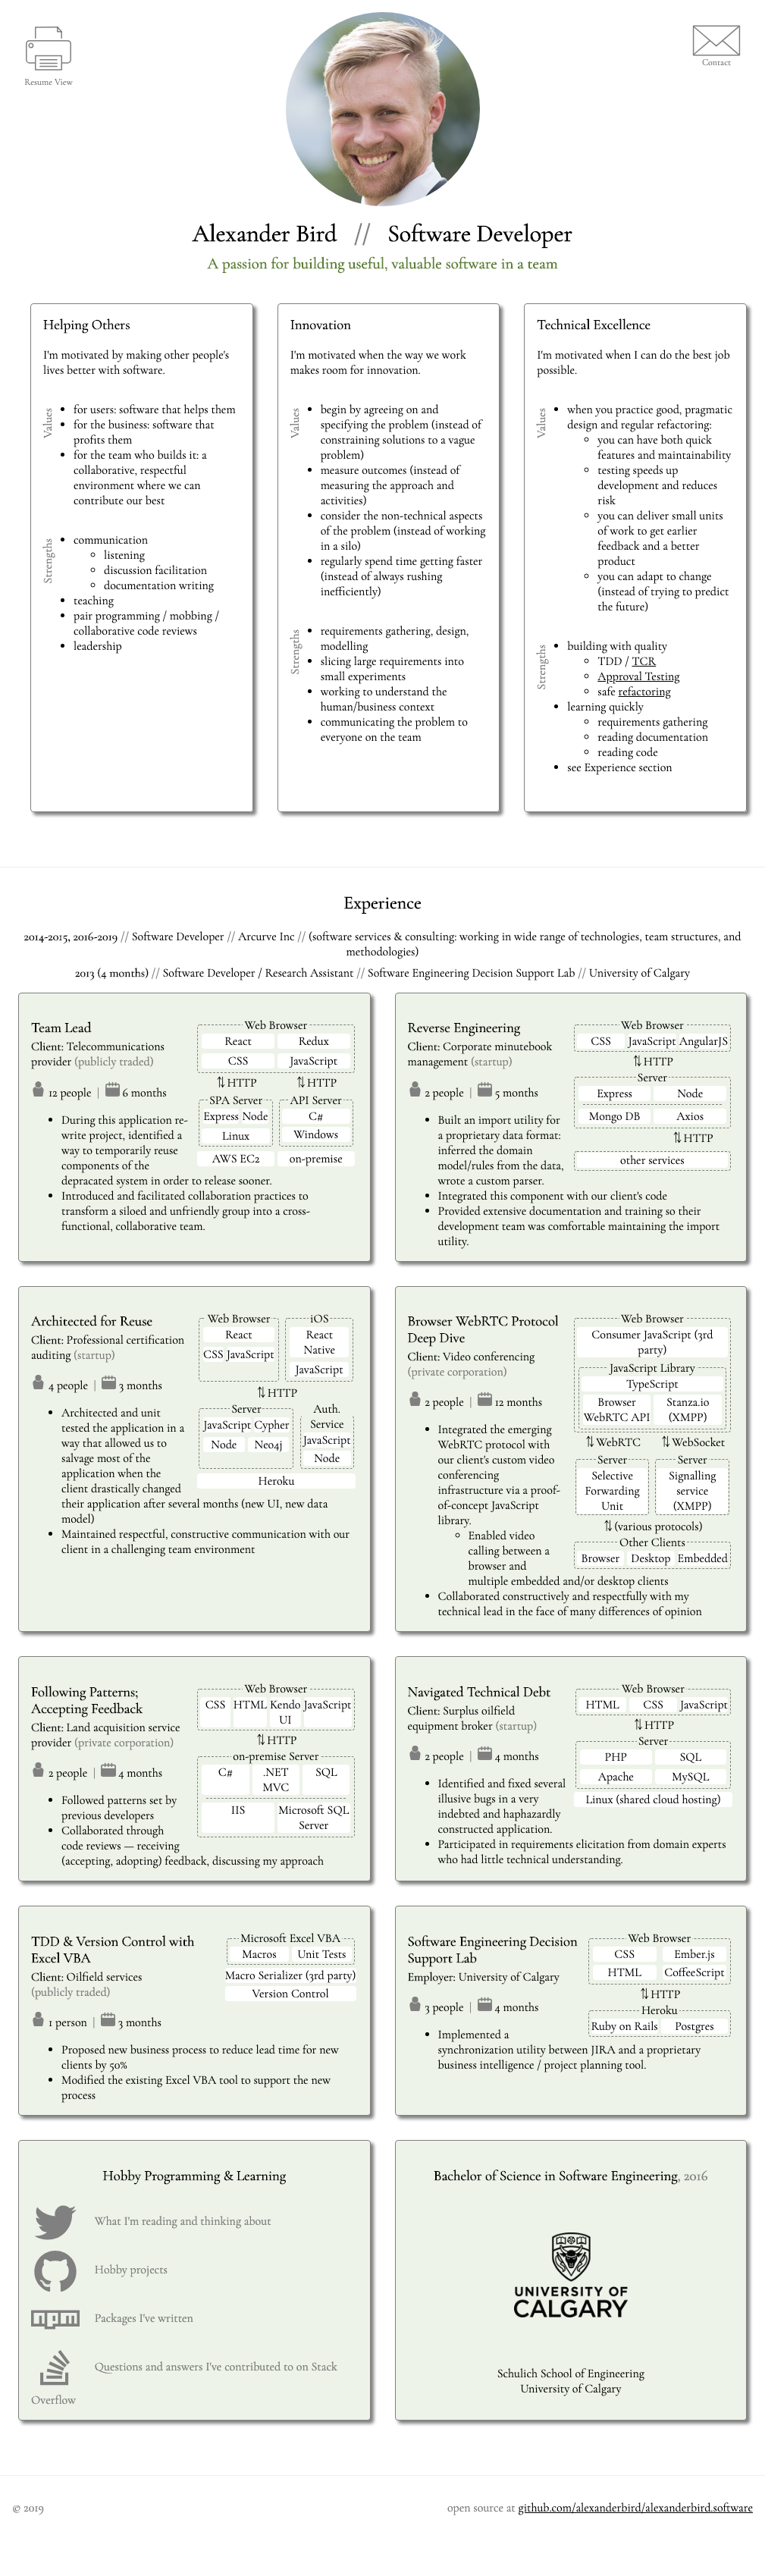 Resume View
Contact
Alexander Bird // Software Developer
A passion for building useful, valuable software in a team
Helping Others
I'm motivated by making other people's
lives better with software.
Values
for users: software that helps them
for the business: software that
profits them
for the team who builds it: a
collaborative, respectful
environment where we can
contribute our best
Strengths
communication
listening
discussion facilitation
documentation writing
teaching
pair programming / mobbing /
collaborative code reviews
leadership
Innovation
I'm motivated when the way we work
makes room for innovation.
Values
begin by agreeing on and
specifying the problem (instead of
constraining solutions to a vague
problem)
measure outcomes (instead of
measuring the approach and
activities)
consider the non-technical aspects
of the problem (instead of working
in a silo)
regularly spend time getting faster
(instead of always rushing
inefficiently)
Strengths
requirements gathering, design,
modelling
slicing large requirements into
small experiments
working to understand the
human/business context
communicating the problem to
everyone on the team
Technical Excellence
I'm motivated when I can do the best job
possible.
Values
when you practice good, pragmatic
design and regular refactoring:
you can have both quick
features and maintainability
testing speeds up
development and reduces
risk
you can deliver small units
of work to get earlier
feedback and a better
product
you can adapt to change
(instead of trying to predict
the future)
Strengths
building with quality
TDD / TCR
Approval Testing
safe refactoring
learning quickly
requirements gathering
reading documentation
reading code
see Experience section
Experience
2014-2015, 2016-2019 // Software Developer // Arcurve Inc // (software services & consulting: working in wide range of technologies, team structures, and
methodologies)
2013 (4 months) // Software Developer / Research Assistant // Software Engineering Decision Support Lab // University of Calgary
Team Lead
Client: Telecommunications
provider (publicly traded)
12 people | 6 months
Web Browser
React Redux
CSS JavaScript
⇅ HTTP ⇅ HTTP
SPA Server API Server
Express Node C#
Linux Windows
AWS EC2 on-premise
During this application re-
write project, identified a
way to temporarily reuse
components of the
depracated system in order to release sooner.
Introduced and facilitated collaboration practices to
transform a siloed and unfriendly group into a cross-
functional, collaborative team.
Reverse Engineering
Client: Corporate minutebook
management (startup)
2 people | 5 months
Web Browser
CSS JavaScript AngularJS
⇅ HTTP
Server
Express Node
Mongo DB Axios
⇅ HTTP
other services
Built an import utility for
a proprietary data format:
inferred the domain
model/rules from the data,
wrote a custom parser.
Integrated this component with our client's code
Provided extensive documentation and training so their
development team was comfortable maintaining the import
utility.
Architected for Reuse
Client: Professional certification
auditing (startup)
4 people | 3 months
Web Browser iOS
React React
Native
CSS JavaScript JavaScript
⇅ HTTP
Server Auth.
Service
JavaScript Cypher JavaScript
Node Neo4j Node
Heroku
Architected and unit
tested the application in a
way that allowed us to
salvage most of the
application when the
client drastically changed
their application after several months (new UI, new data
model)
Maintained respectful, constructive communication with our
client in a challenging team environment
Browser WebRTC Protocol
Deep Dive
Client: Video conferencing
(private corporation)
2 people | 12 months
Web Browser
Consumer JavaScript (3rd
party)
JavaScript Library
TypeScript
Browser Stanza.io
WebRTC API (XMPP)
⇅ WebRTC ⇅ WebSocket
Server Server
Selective Signalling
Forwarding service
Unit (XMPP)
⇅ (various protocols)
Other Clients
Browser Desktop Embedded
Integrated the emerging
WebRTC protocol with
our client's custom video
conferencing
infrastructure via a proof-
of-concept JavaScript
library.
Enabled video
calling between a
browser and
multiple embedded and/or desktop clients
Collaborated constructively and respectfully with my
technical lead in the face of many differences of opinion
Following Patterns;
Accepting Feedback
Client: Land acquisition service
provider (private corporation)
2 people | 4 months
Web Browser
CSS HTML Kendo JavaScript
UI
⇅ HTTP
on-premise Server
C# .NET SQL
MVC
IIS Microsoft SQL
Server
Followed patterns set by
previous developers
Collaborated through
code reviews — receiving
(accepting, adopting) feedback, discussing my approach
Navigated Technical Debt
Client: Surplus oilfield
equipment broker (startup)
2 people | 4 months
Web Browser
HTML CSS JavaScript
⇅ HTTP
Server
PHP SQL
Apache MySQL
Linux (shared cloud hosting)
Identified and fixed several
illusive bugs in a very
indebted and haphazardly
constructed application.
Participated in requirements elicitation from domain experts
who had little technical understanding.
TDD & Version Control with
Excel VBA
Client: Oilfield services
(publicly traded)
1 person | 3 months
Microsoft Excel VBA
Macros Unit Tests
Macro Serializer (3rd party)
Version Control
Proposed new business process to reduce lead time for new
clients by 50%
Modified the existing Excel VBA tool to support the new
process
Software Engineering Decision
Support Lab
Employer: University of Calgary
3 people | 4 months
Web Browser
CSS Ember.js
HTML CoffeeScript
⇅ HTTP
Heroku
Ruby on Rails Postgres
Implemented a
synchronization utility between JIRA and a proprietary
business intelligence / project planning tool.
Hobby Programming & Learning
What I'm reading and thinking about
Hobby projects
npm
Packages I've written
Questions and answers I've contributed to on Stack
Overflow
Bachelor of Science in Software Engineering, 2016
UNIVERSITY OF
CALGARY
Schulich School of Engineering
University of Calgary
© 2019
open source at github.com/alexanderbird/alexanderbird.software